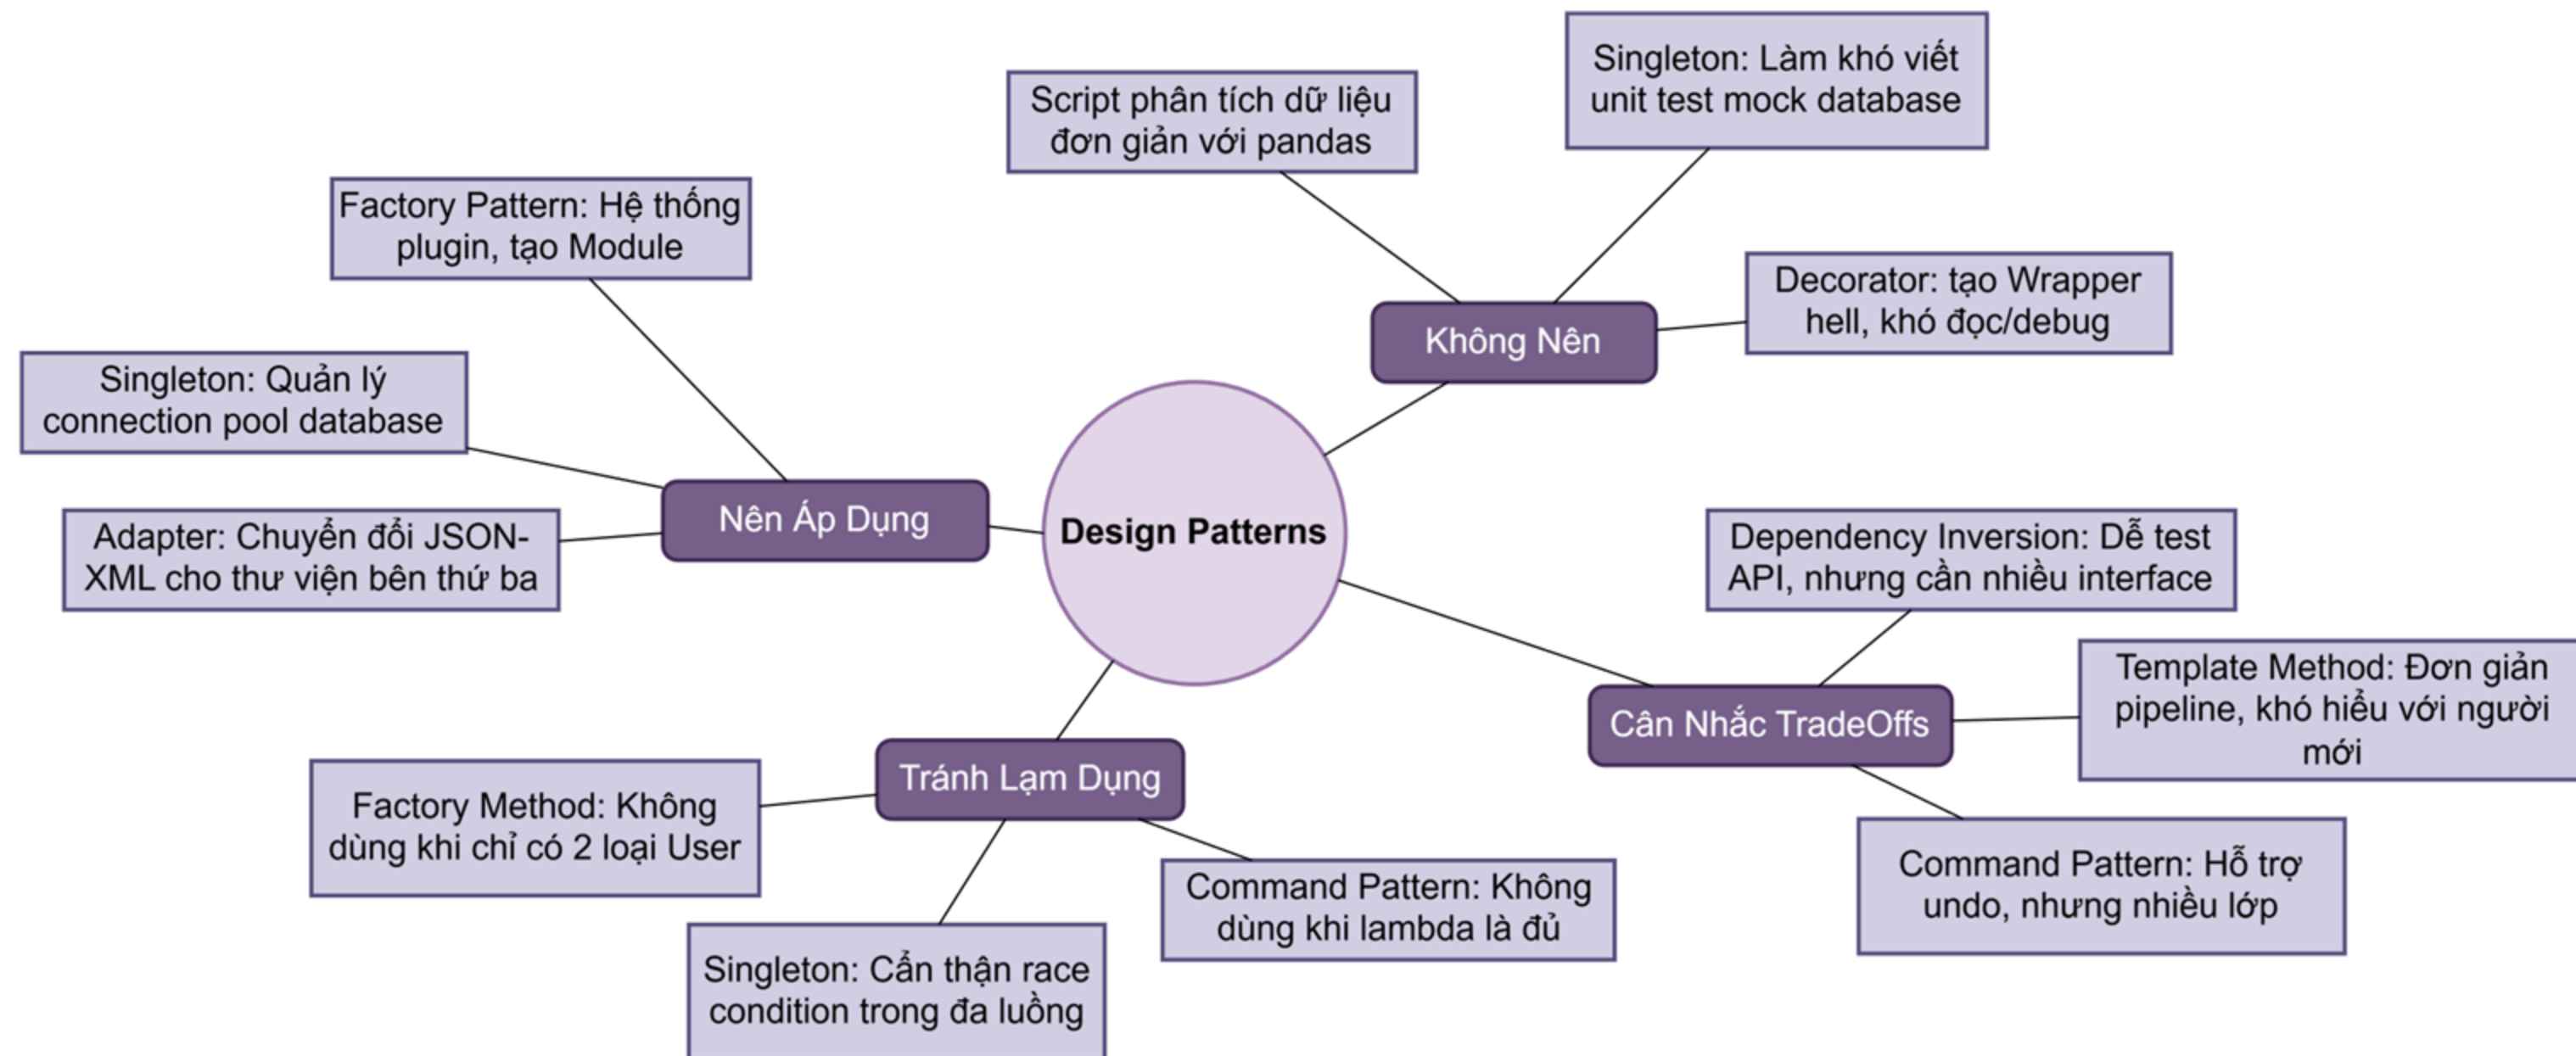 Singleton: Làm khó viết
unit test mock database
Script phân tích dữ liệu
đơn giản với pandas
Factory Pattern: Hệ thống
plugin, tạo Module
Decorator: tạo Wrapper
hell, khó đọc/debug
Không Nên
Singleton: Quản lý
connection pool database
Nên Áp Dụng
Design Patterns
Adapter: Chuyển đổi JSON-
XML cho thư viện bên thứ ba
Dependency Inversion: Dễ test
API, nhưng cần nhiều interface
Template Method: Đơn giản
pipeline, khó hiểu với người
mới
Cân Nhắc TradeOffs
Tránh Lạm Dụng
Factory Method: Không
dùng khi chỉ có 2 loại User
Command Pattern: Hỗ trợ
undo, nhưng nhiều lớp
Command Pattern: Không
dùng khi lambda là đủ
Singleton: Cẩn thận race
condition trong đa luồng